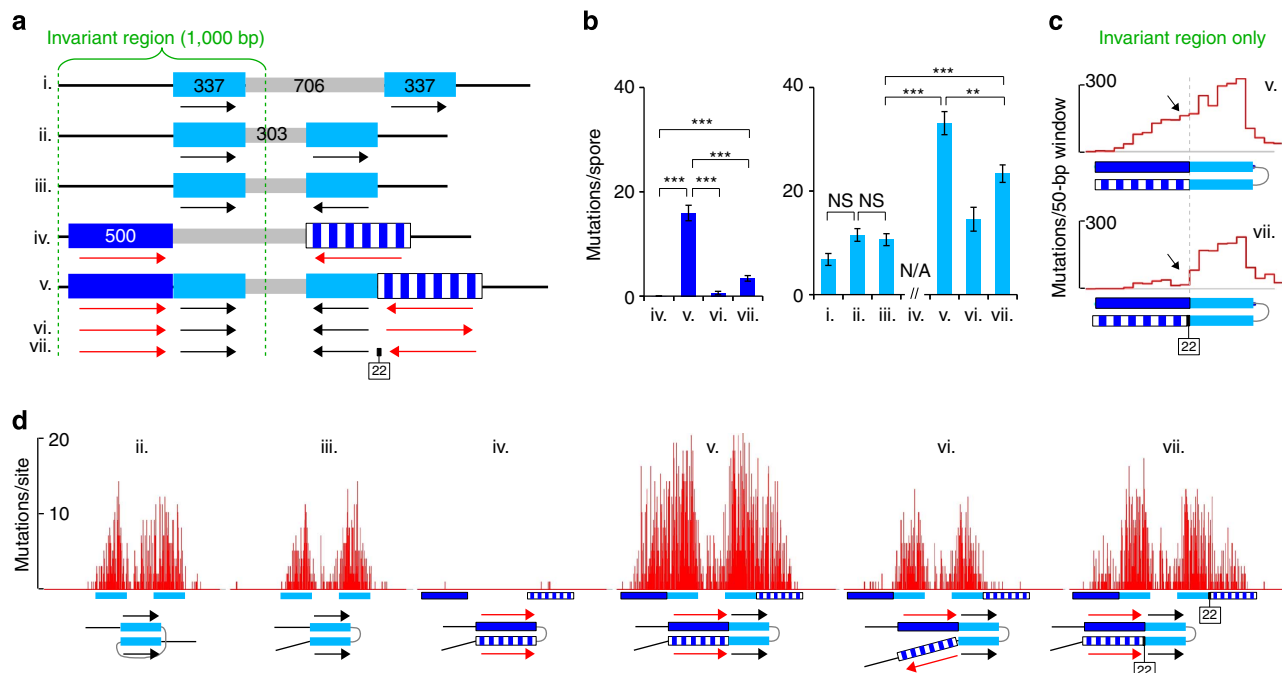 a
Invariant region (1,000 bp)
i.
337
706
337
ii.
303
iii.
iv.
500
v.
vi.
vii.
22
b
Mutations/spore
40
20
0
***
***
*** ***
iv. v. vi. vii.
40
20
0
***
*** **
NS NS
N/A
//
i. ii. iii. iv. v. vi. vii.
c
Invariant region only
Mutations/50-bp window
300
v.
300
vii.
22
d
Mutations/site
20
10
ii. iii. iv. v. vi. vii.
22
22